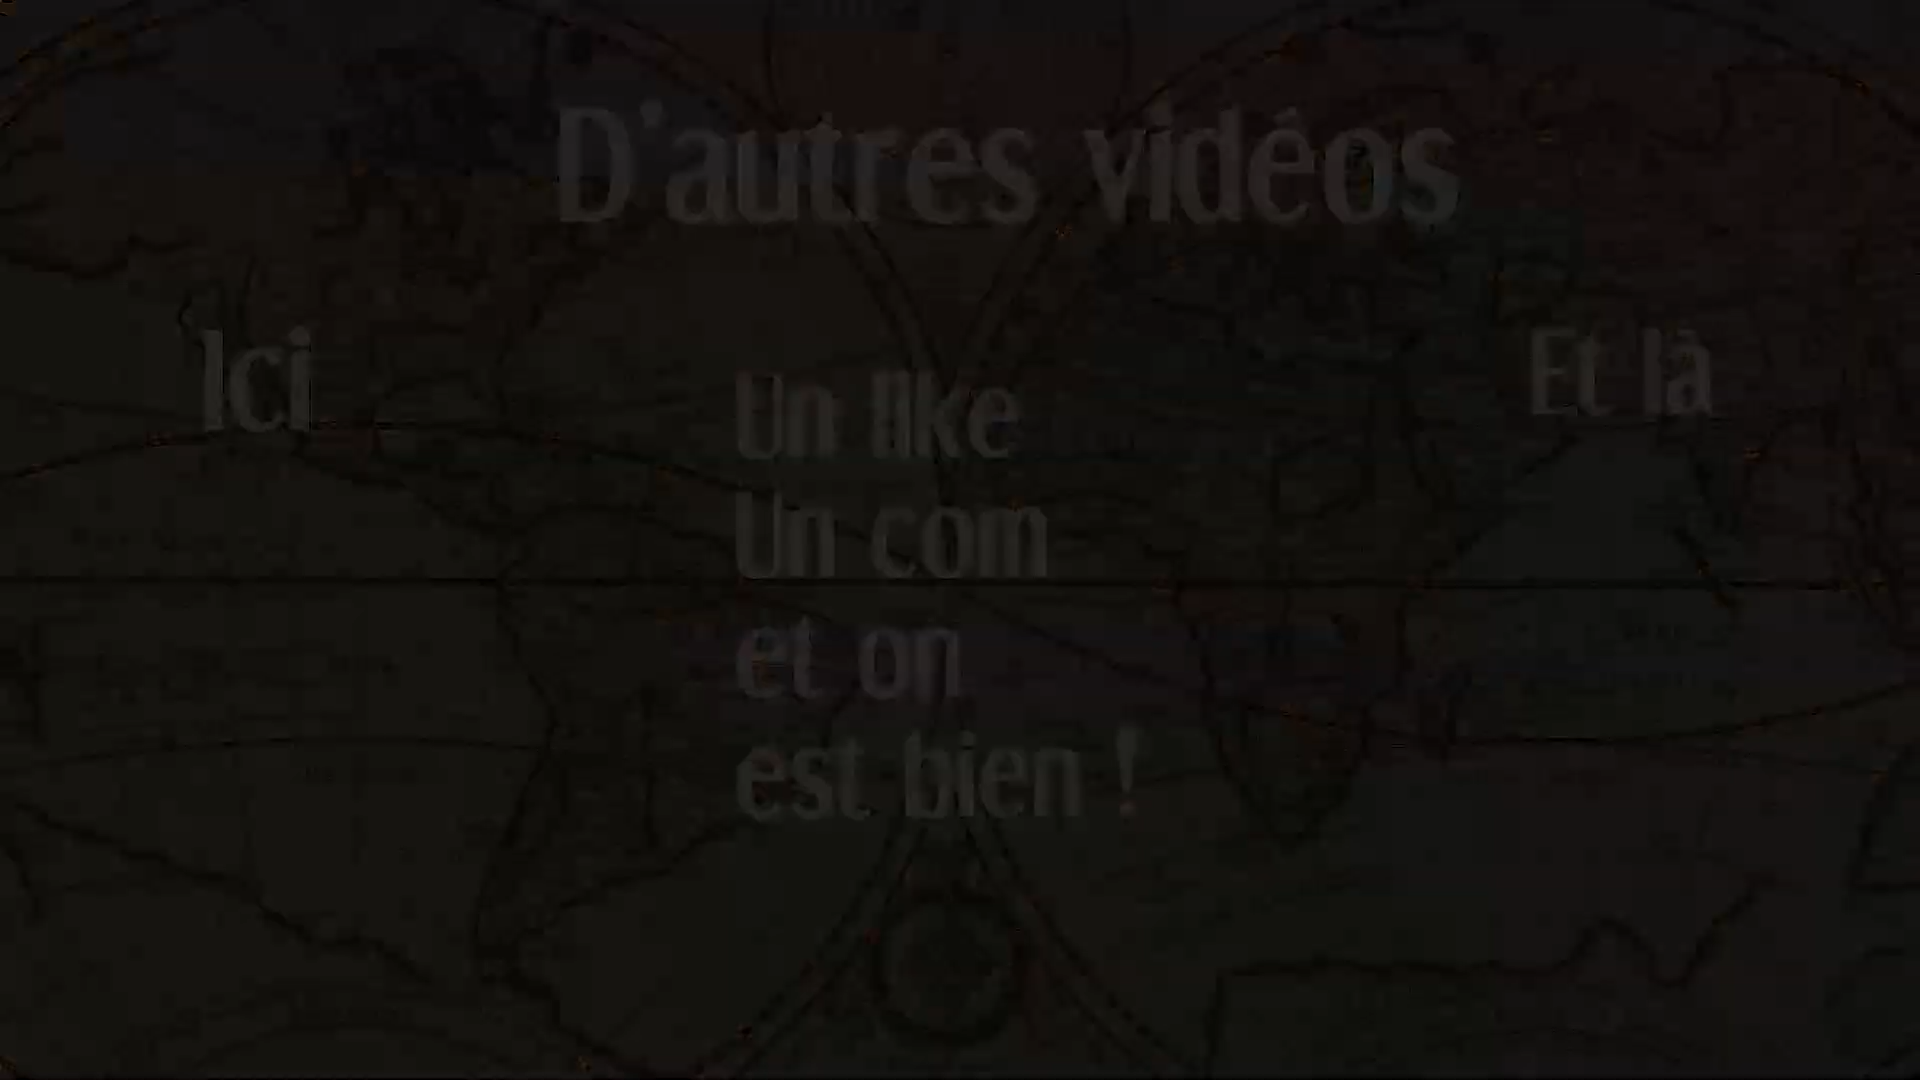 D'autres vidéos
Ici
Et là
Un like
Un com
et on
est bien !